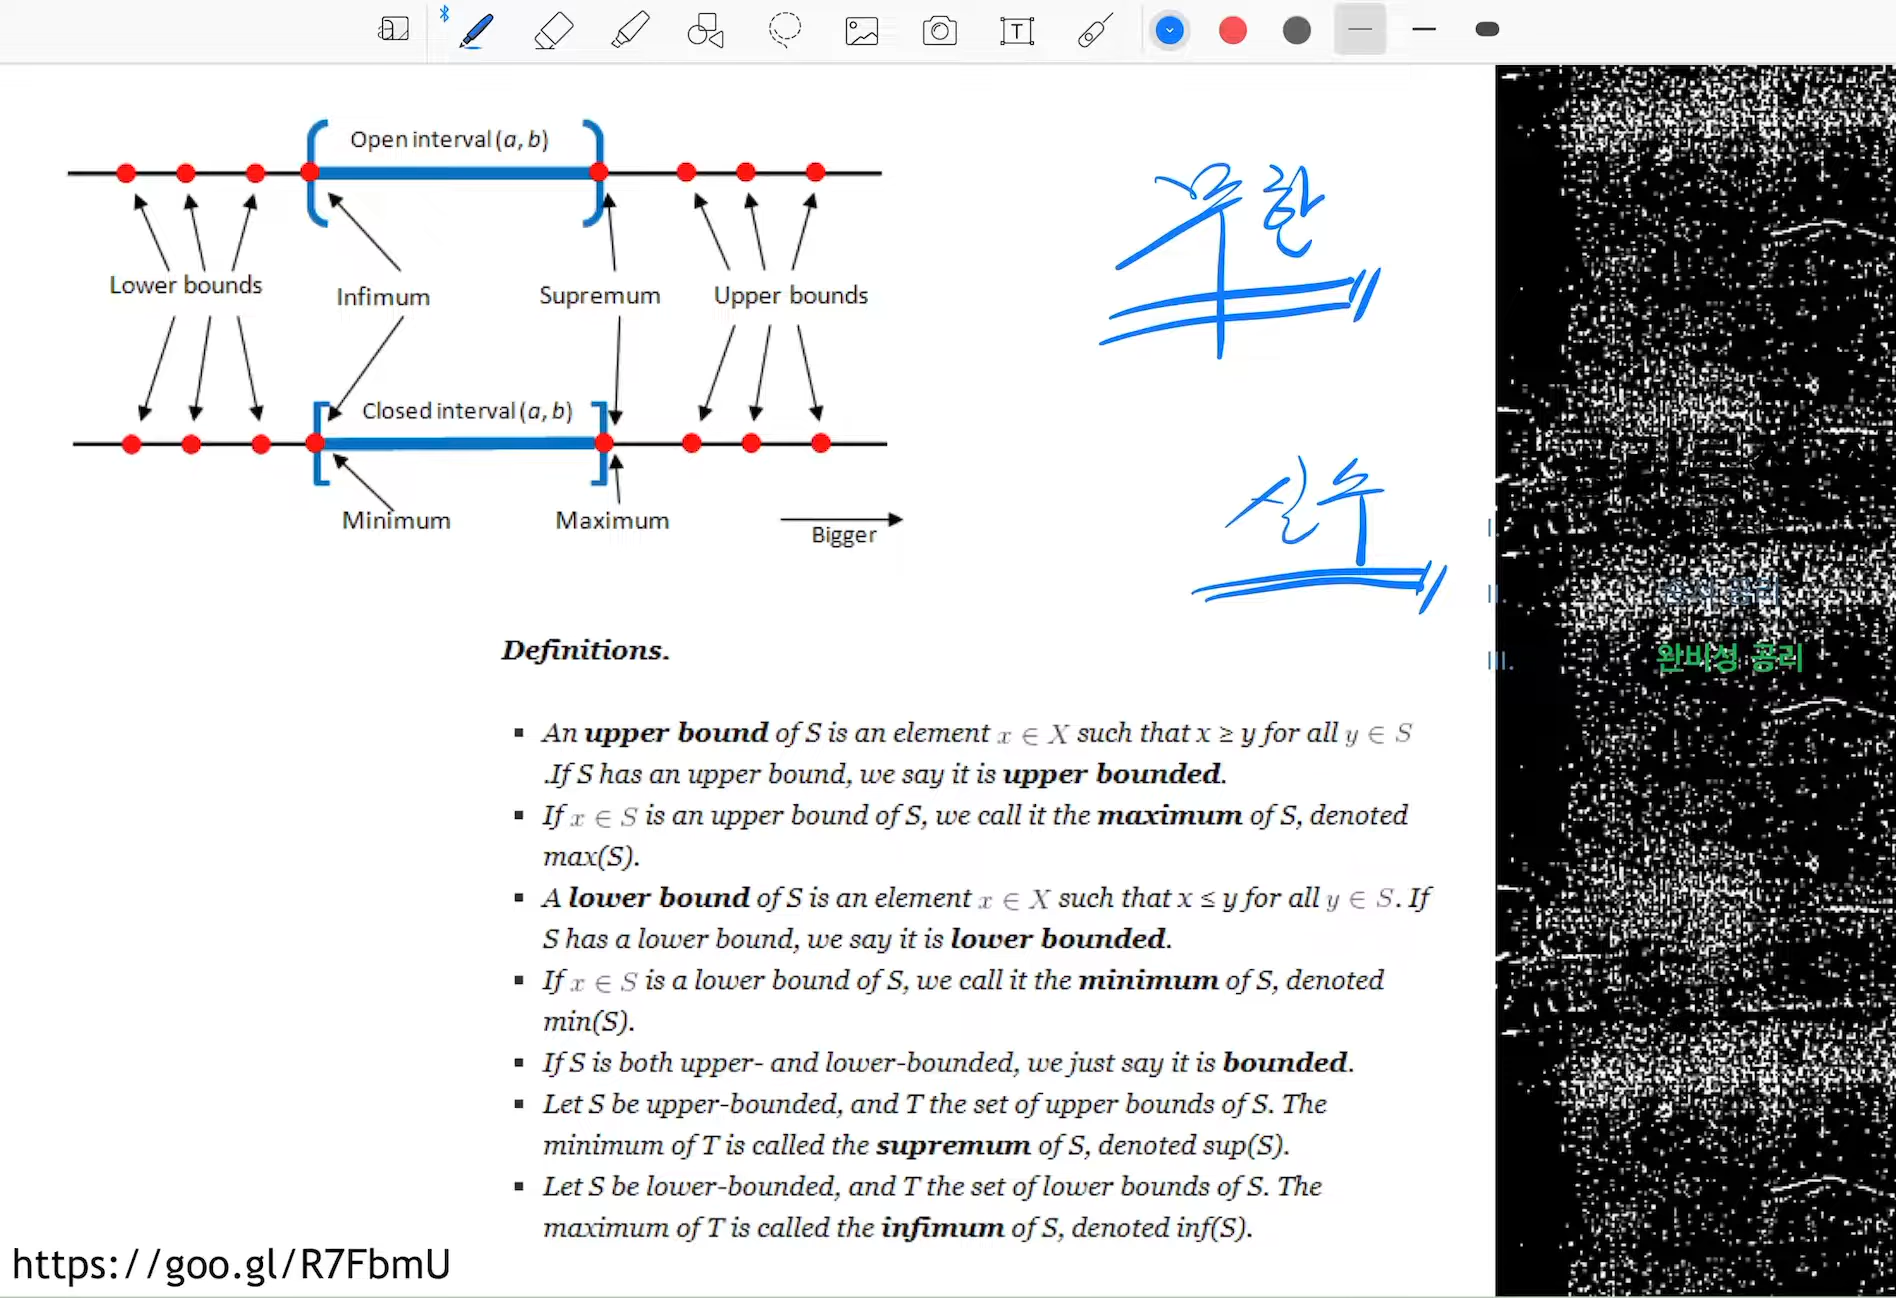 Open interval (a, b)
Lower bounds
Infimum
Supremum
Upper bounds
Closed interval (a, b)
Minimum
Maximum
Bigger
무한
실수
I.
II.
공리
III.
완비성 공리
Definitions.
▪ An upper bound of S is an element x ∈ X such that x ≥ y for all y ∈ S
.If S has an upper bound, we say it is upper bounded.
▪ If x ∈ S is an upper bound of S, we call it the maximum of S, denoted
max(S).
▪ A lower bound of S is an element x ∈ X such that x ≤ y for all y ∈ S. If
S has a lower bound, we say it is lower bounded.
▪ If x ∈ S is a lower bound of S, we call it the minimum of S, denoted
min(S).
▪ If S is both upper- and lower-bounded, we just say it is bounded.
▪ Let S be upper-bounded, and T the set of upper bounds of S. The
minimum of T is called the supremum of S, denoted sup(S).
▪ Let S be lower-bounded, and T the set of lower bounds of S. The
maximum of T is called the infimum of S, denoted inf(S).
https://goo.gl/R7FbmU